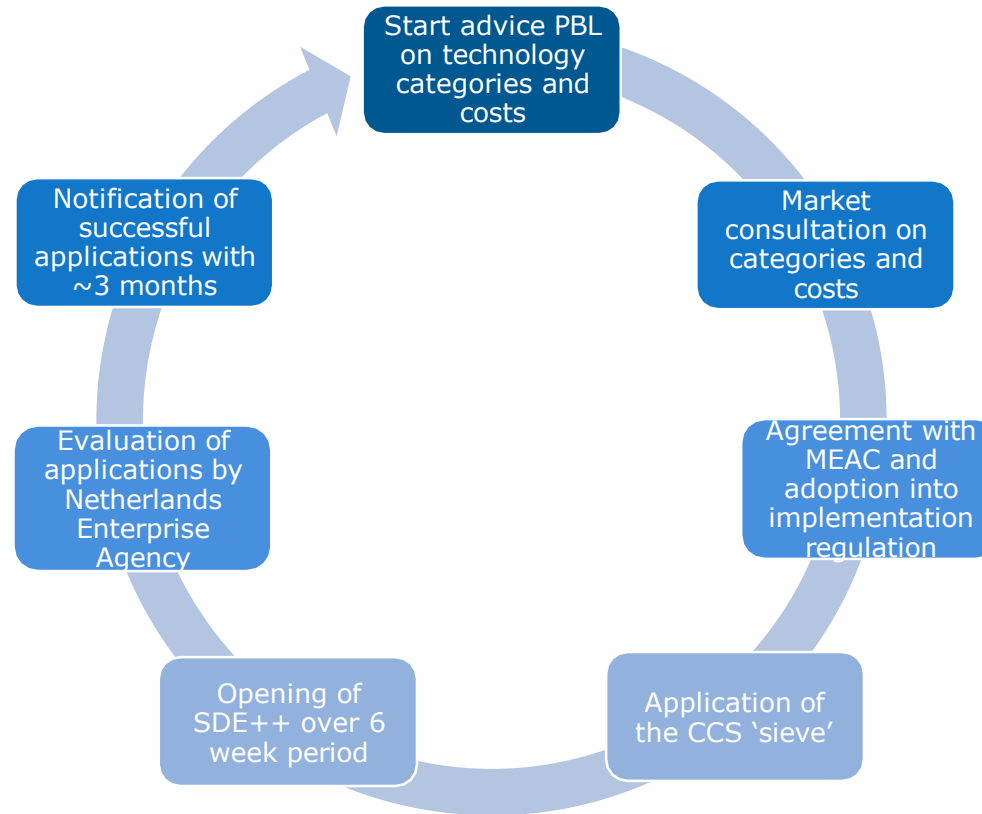 Start advice PBL
on technology
categories and
costs
Market
consultation on
categories and
costs
Agreement with
MEAC and
adoption into
implementation
regulation
Application of
the CCS ‘sieve’
Opening of
SDE++ over 6
week period
Evaluation of
applications by
Netherlands
Enterprise
Agency
Notification of
successful
applications with
~3 months